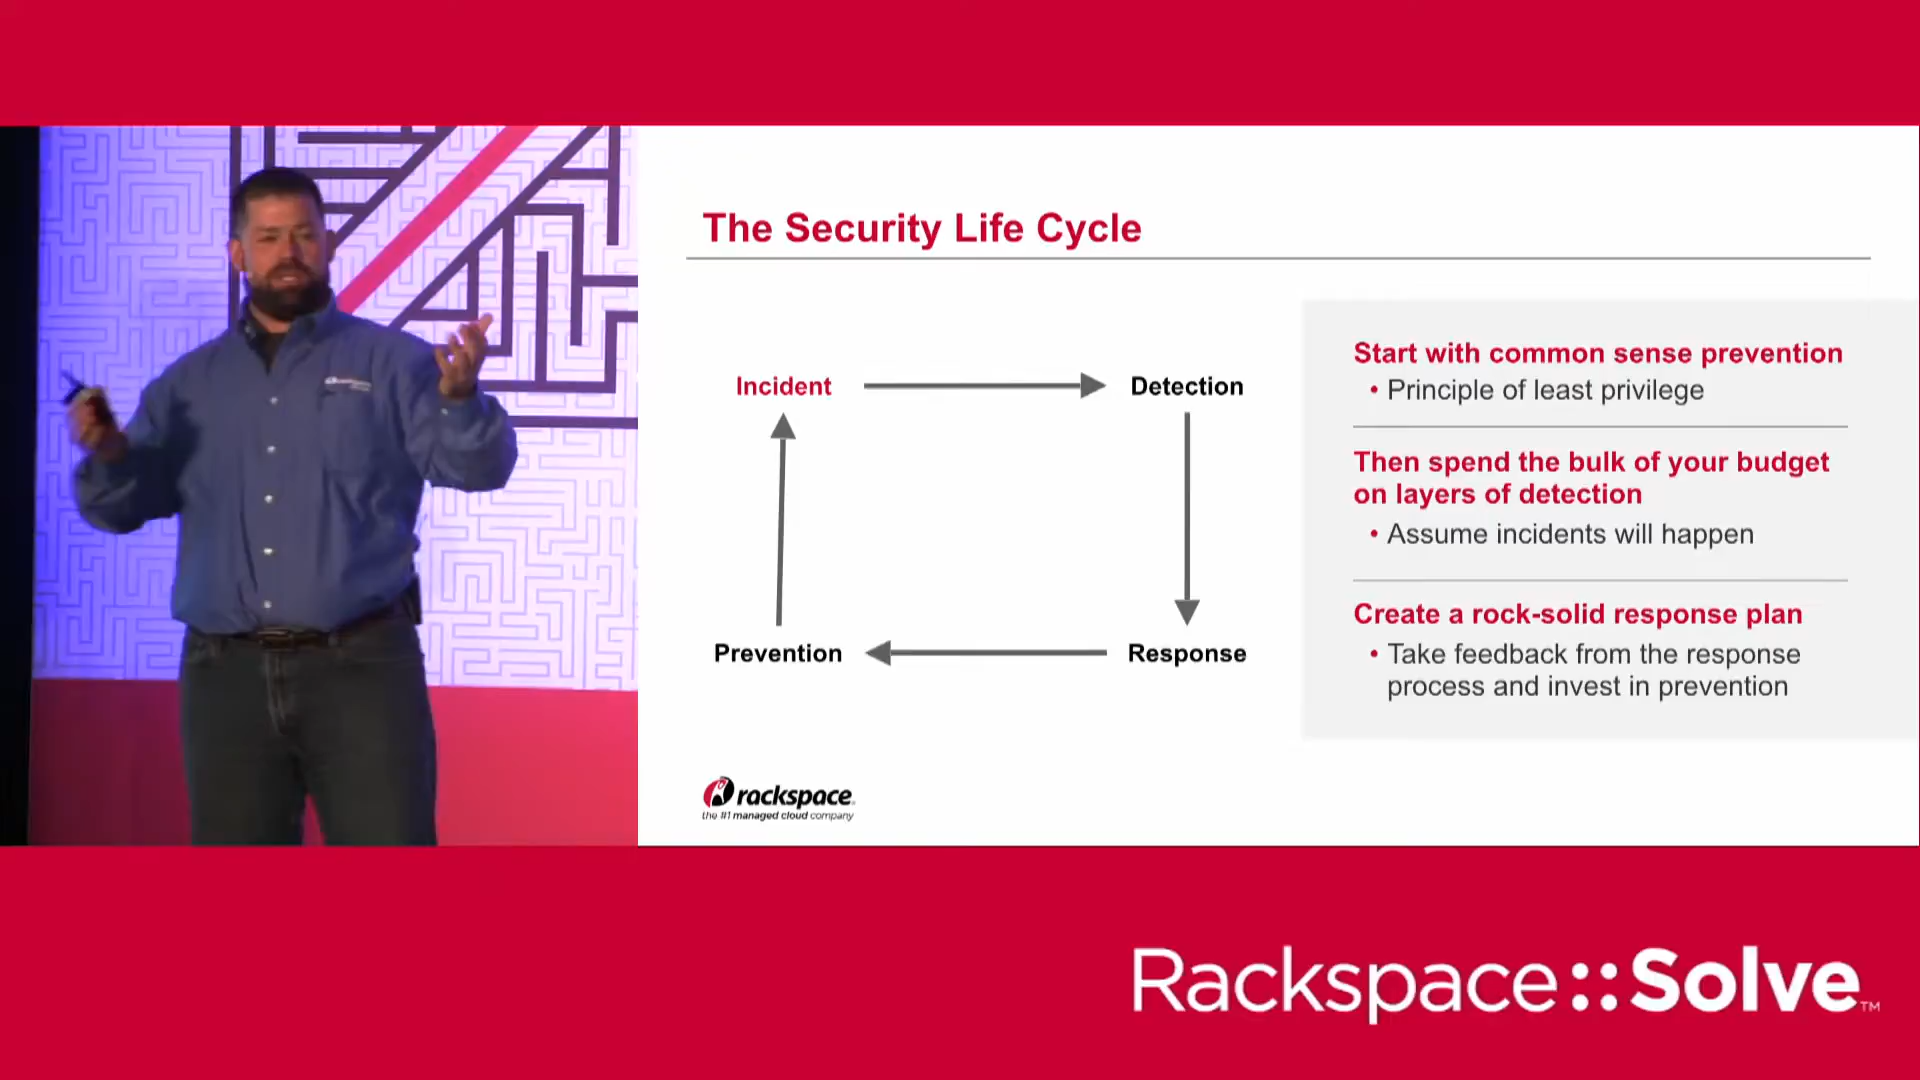 The Security Life Cycle
Incident
Detection
Prevention
Response
Start with common sense prevention
• Principle of least privilege
Then spend the bulk of your budget
on layers of detection
• Assume incidents will happen
Create a rock-solid response plan
• Take feedback from the response
process and invest in prevention
rackspace.
the #1 managed cloud company
Rackspace::Solve™